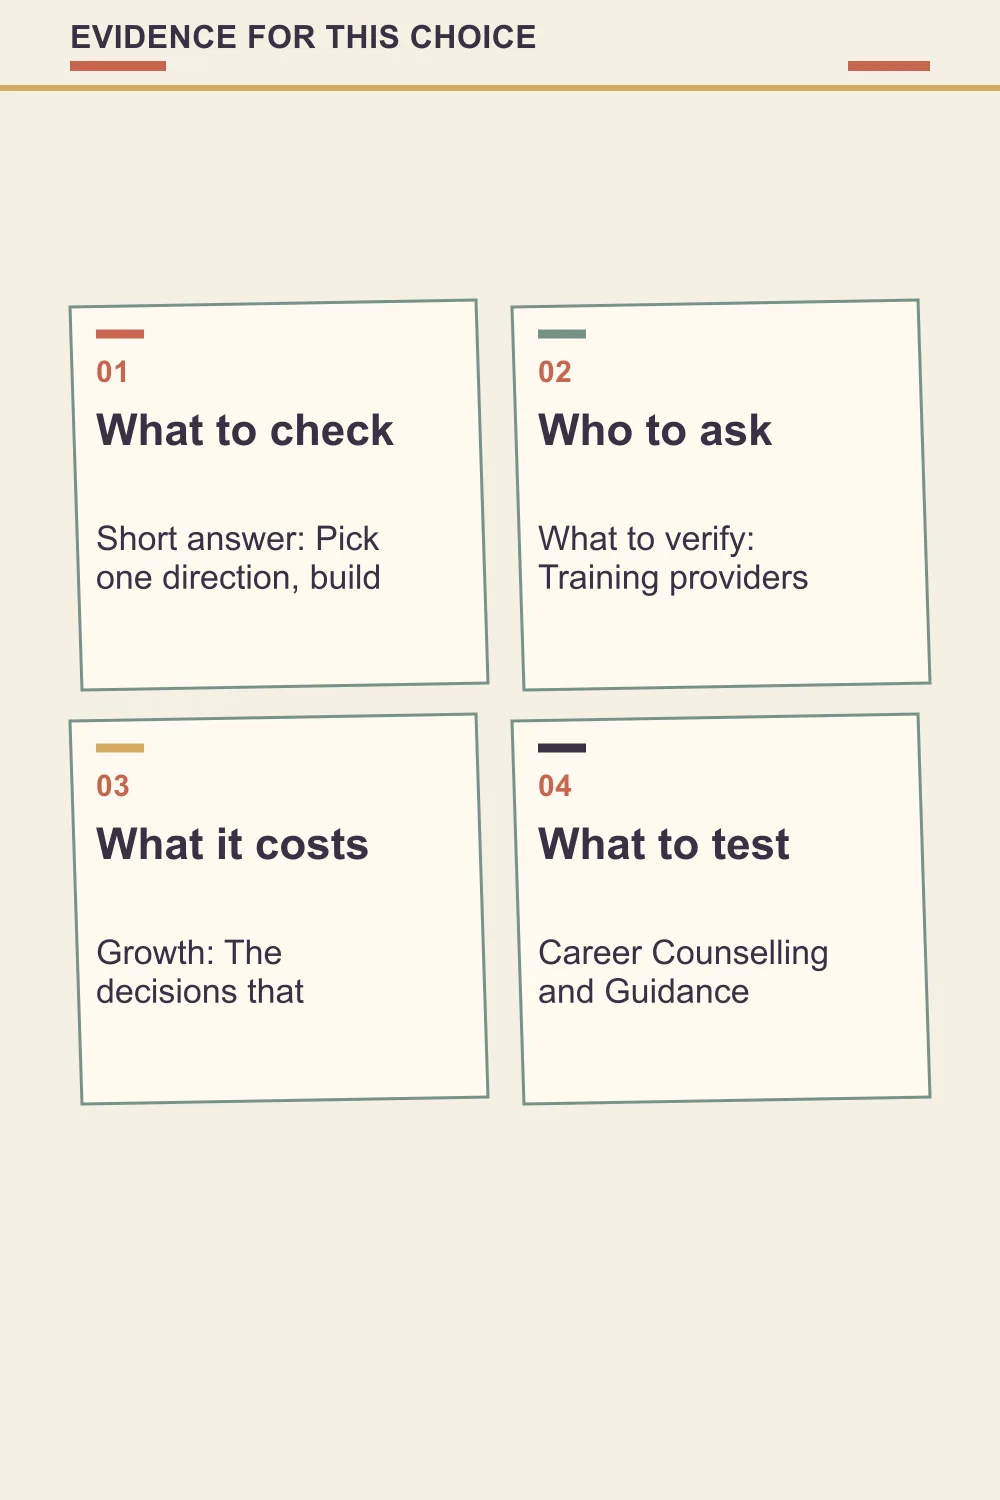 EVIDENCE FOR THIS CHOICE
01
What to check
Short answer: Pick
one direction, build
02
Who to ask
What to verify:
Training providers
03
What it costs
Growth: The
decisions that
04
What to test
Career Counselling
and Guidance